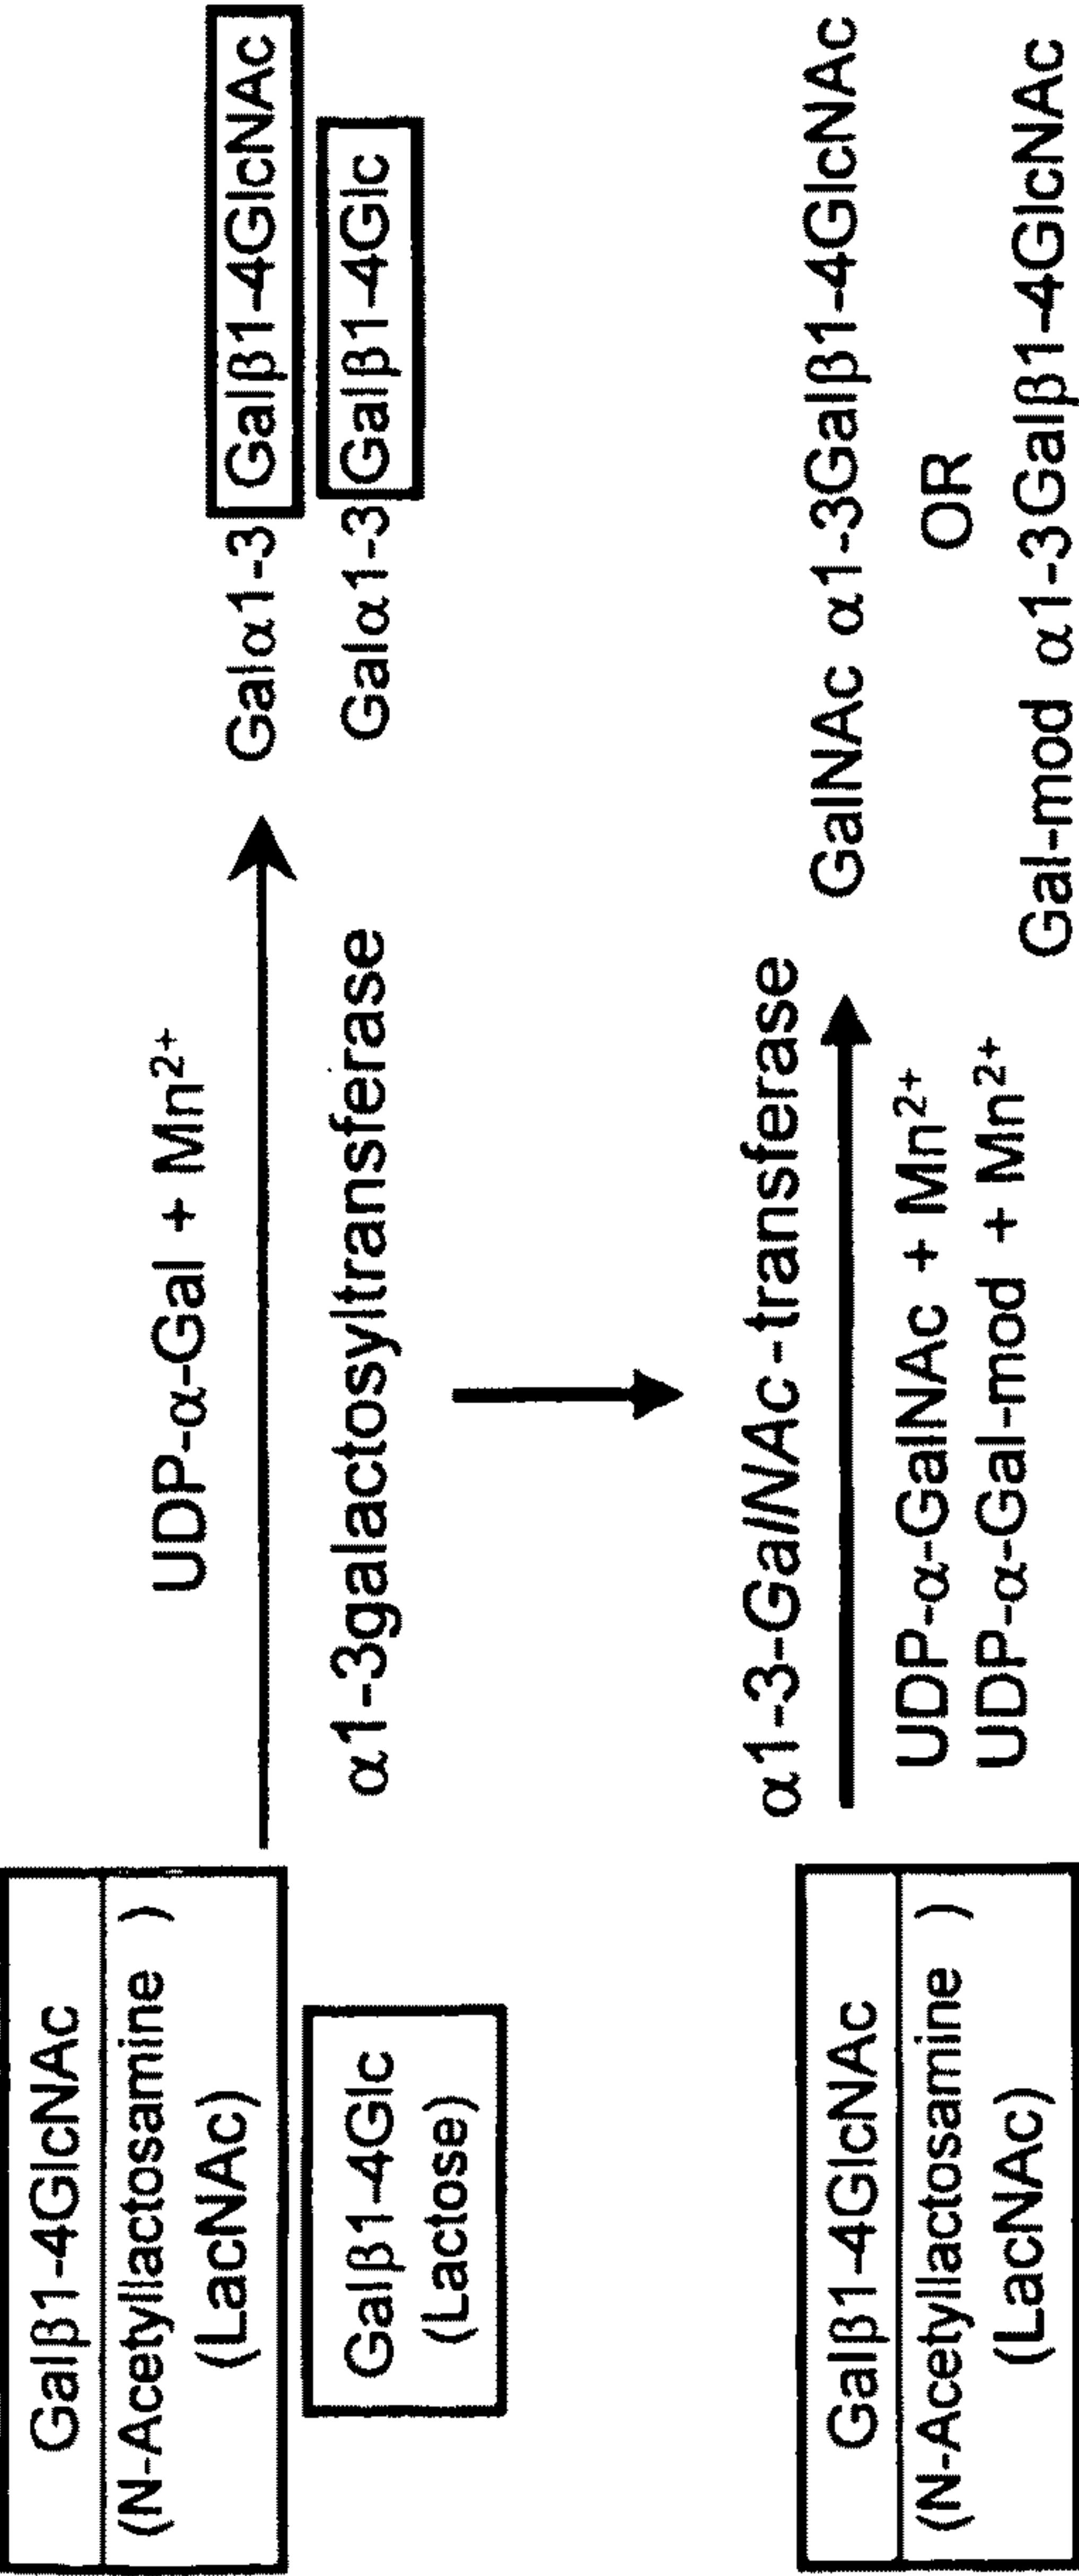 Galβ1-4GlcNAc
(N-Acetyllactosamine )
(LacNAc)
Galβ1-4Glc
(Lactose)
UDP-α-Gal + Mn²⁺
α1-3galactosyltransferase
Galα1-3 Galβ1-4GlcNAc
Galα1-3 Galβ1-4Glc
Galβ1-4GlcNAc
(N-Acetyllactosamine )
(LacNAc)
α1-3-GalNAc-transferase
UDP-α-GalNAc + Mn²⁺
UDP-α-Gal-mod + Mn²⁺
GalNAc α1-3Galβ1-4GlcNAc
OR
Gal-mod α1-3Galβ1-4GlcNAc